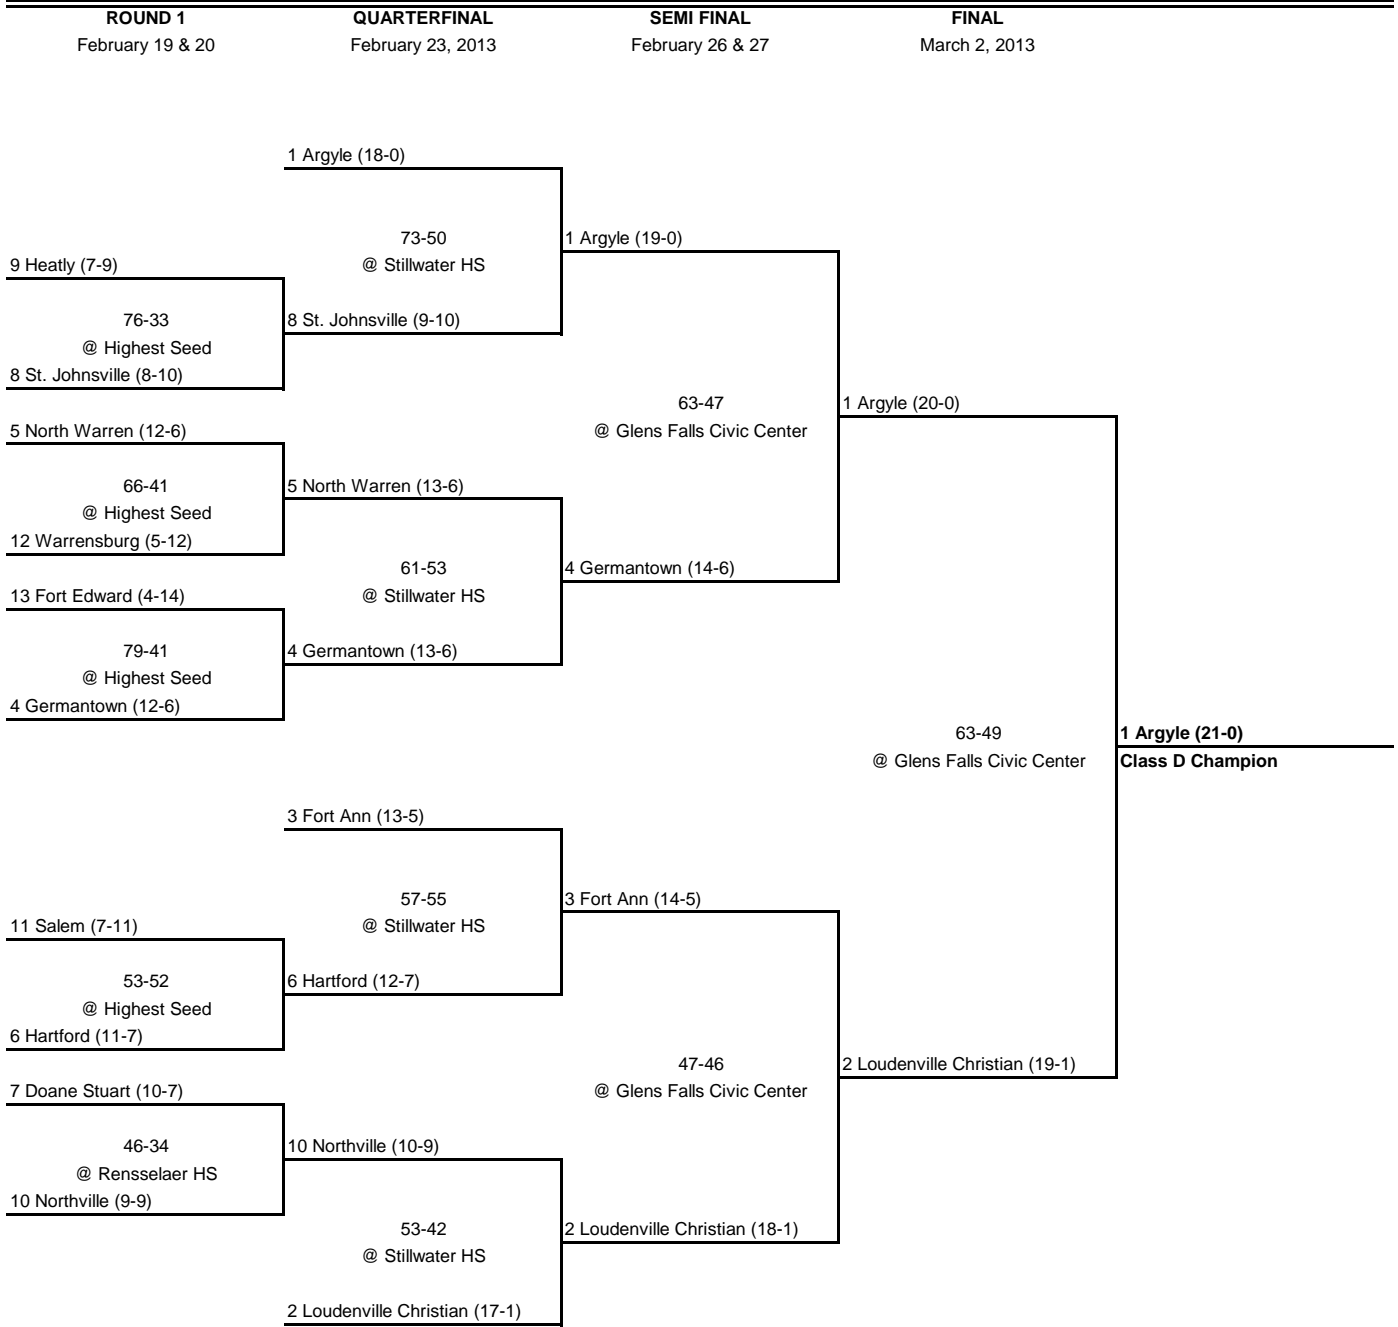 ROUND 1 QUARTERFINAL SEMI FINAL FINAL
February 19 & 20 February 23, 2013 February 26 & 27 March 2, 2013
1 Argyle (18-0)
73-50 1 Argyle (19-0)
9 Heatly (7-9) @ Stillwater HS
76-33 8 St. Johnsville (9-10)
@ Highest Seed
8 St. Johnsville (8-10)
63-47 1 Argyle (20-0)
5 North Warren (12-6) @ Glens Falls Civic Center
66-41 5 North Warren (13-6)
@ Highest Seed
12 Warrensburg (5-12)
61-53 4 Germantown (14-6)
13 Fort Edward (4-14) @ Stillwater HS
79-41 4 Germantown (13-6)
@ Highest Seed
4 Germantown (12-6)
63-49 1 Argyle (21-0)
@ Glens Falls Civic Center Class D Champion
3 Fort Ann (13-5)
57-55 3 Fort Ann (14-5)
11 Salem (7-11) @ Stillwater HS
53-52 6 Hartford (12-7)
@ Highest Seed
6 Hartford (11-7)
47-46 2 Loudenville Christian (19-1)
7 Doane Stuart (10-7) @ Glens Falls Civic Center
46-34 10 Northville (10-9)
@ Rensselaer HS
10 Northville (9-9)
53-42 2 Loudenville Christian (18-1)
@ Stillwater HS
2 Loudenville Christian (17-1)